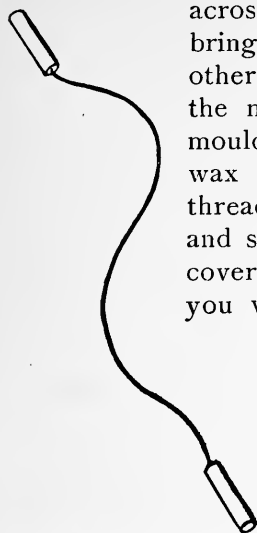 across
bring
other
the
mould
wax
thread
and s
cover
you